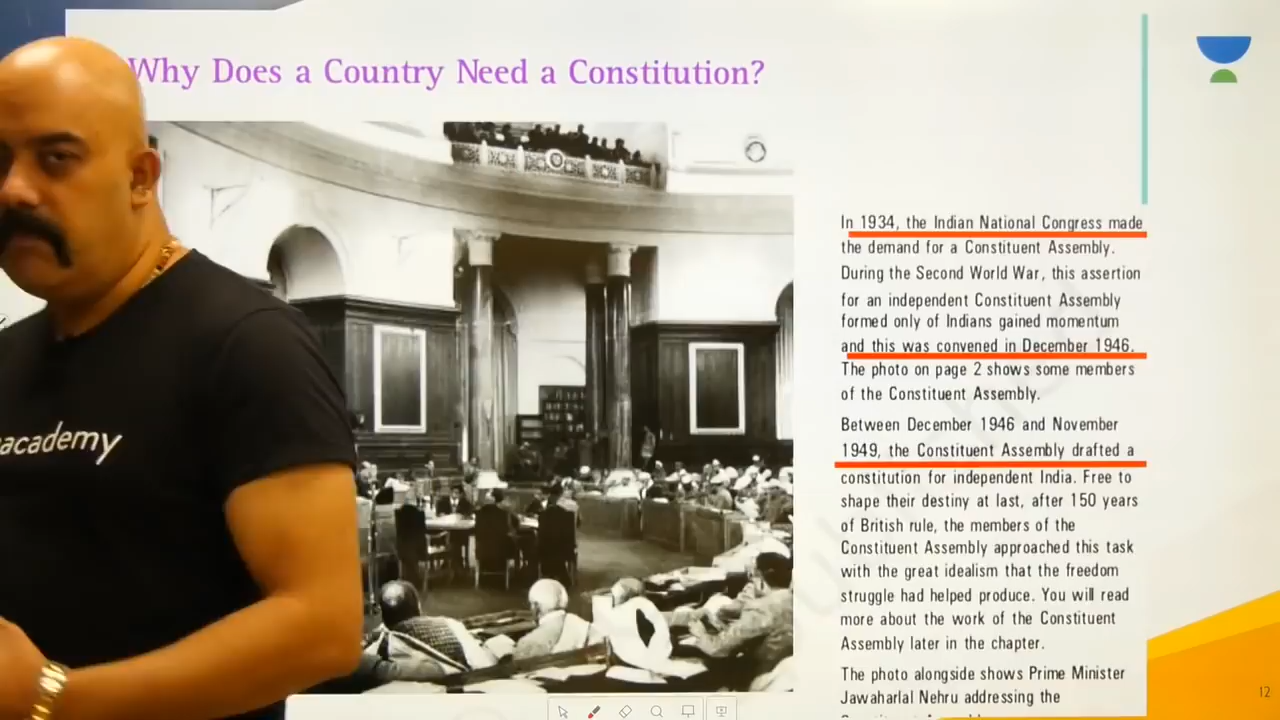 Why Does a Country Need a Constitution?
In 1934, the Indian National Congress made
the demand for a Constituent Assembly.
During the Second World War, this assertion
for an independent Constituent Assembly
formed only of Indians gained momentum
and this was convened in December 1946.
The photo on page 2 shows some members
of the Constituent Assembly.
Between December 1946 and November
1949, the Constituent Assembly drafted a
constitution for independent India. Free to
shape their destiny at last, after 150 years
of British rule, the members of the
Constituent Assembly approached this task
with the great idealism that the freedom
struggle had helped produce. You will read
more about the work of the Constituent
Assembly later in the chapter.
The photo alongside shows Prime Minister
Jawaharlal Nehru addressing the
academy
12